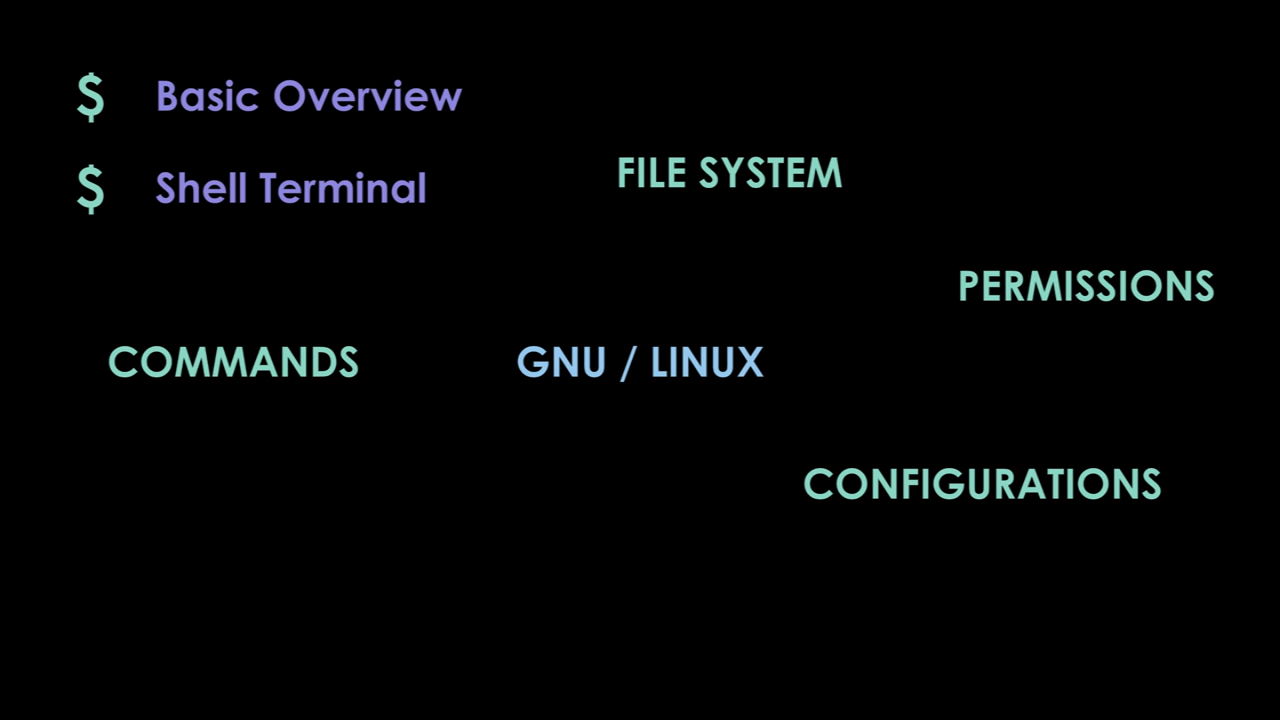 $ Basic Overview
FILE SYSTEM
$ Shell Terminal
PERMISSIONS
COMMANDS
GNU / LINUX
CONFIGURATIONS